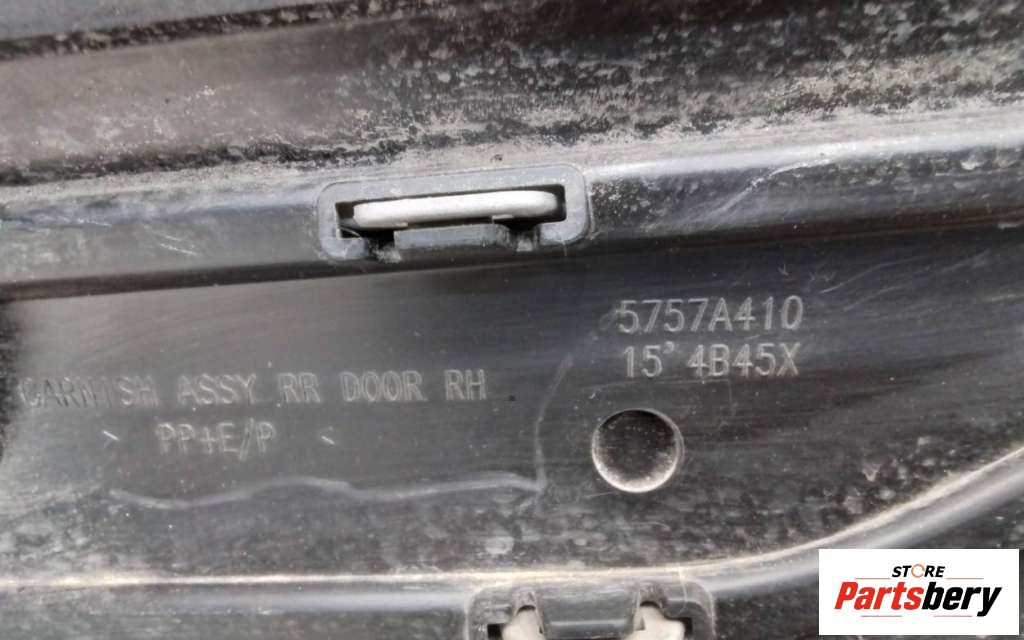 5757A410
15' 4B45X
GARNISH ASSY RR DOOR RH
> PP+E/P <
STORE
Partsbery